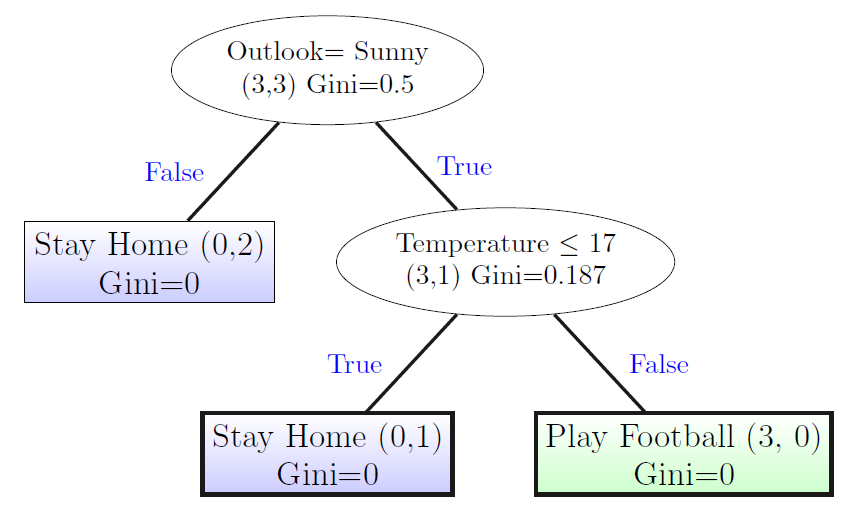 Outlook= Sunny
(3,3) Gini=0.5
False
True
Stay Home (0,2)
Gini=0
Temperature ≤ 17
(3,1) Gini=0.187
True
False
Stay Home (0,1)
Gini=0
Play Football (3, 0)
Gini=0